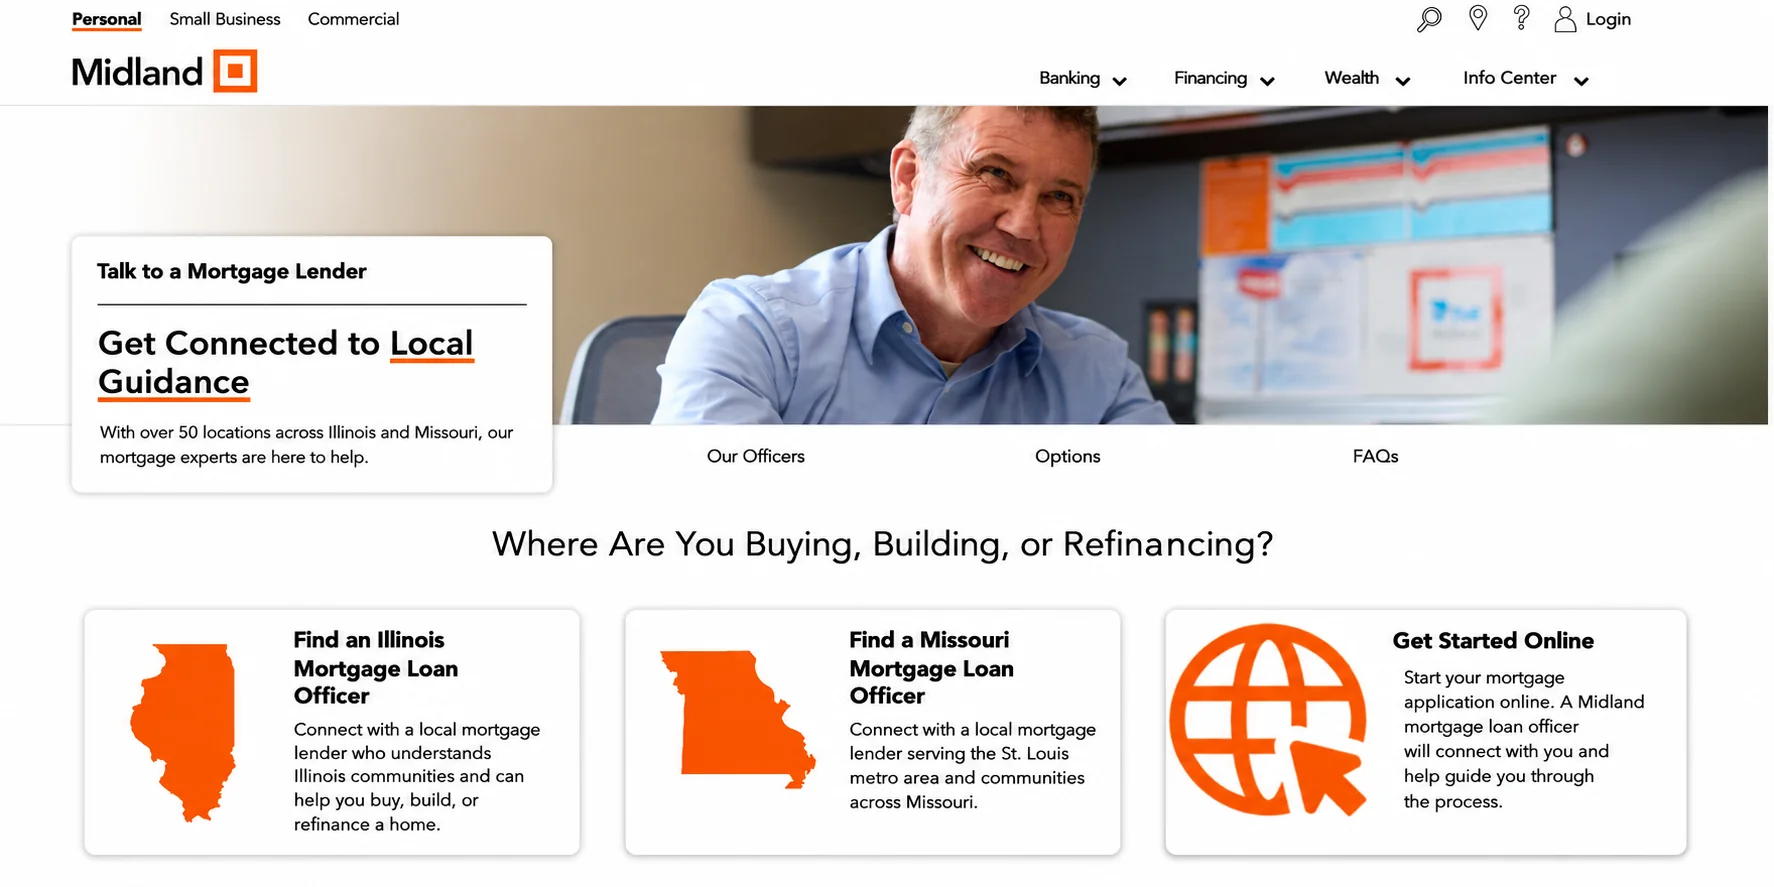 Personal Small Business Commercial Login
Midland Banking Financing Wealth Info Center
Talk to a Mortgage Lender
Get Connected to Local
Guidance
With over 50 locations across Illinois and Missouri, our
mortgage experts are here to help.
Our Officers Options FAQs
Where Are You Buying, Building, or Refinancing?
Find an Illinois
Mortgage Loan
Officer
Connect with a local mortgage
lender who understands
Illinois communities and can
help you buy, build, or
refinance a home.
Find a Missouri
Mortgage Loan
Officer
Connect with a local mortgage
lender serving the St. Louis
metro area and communities
across Missouri.
Get Started Online
Start your mortgage
application online. A Midland
mortgage loan officer
will connect with you and
help guide you through
the process.